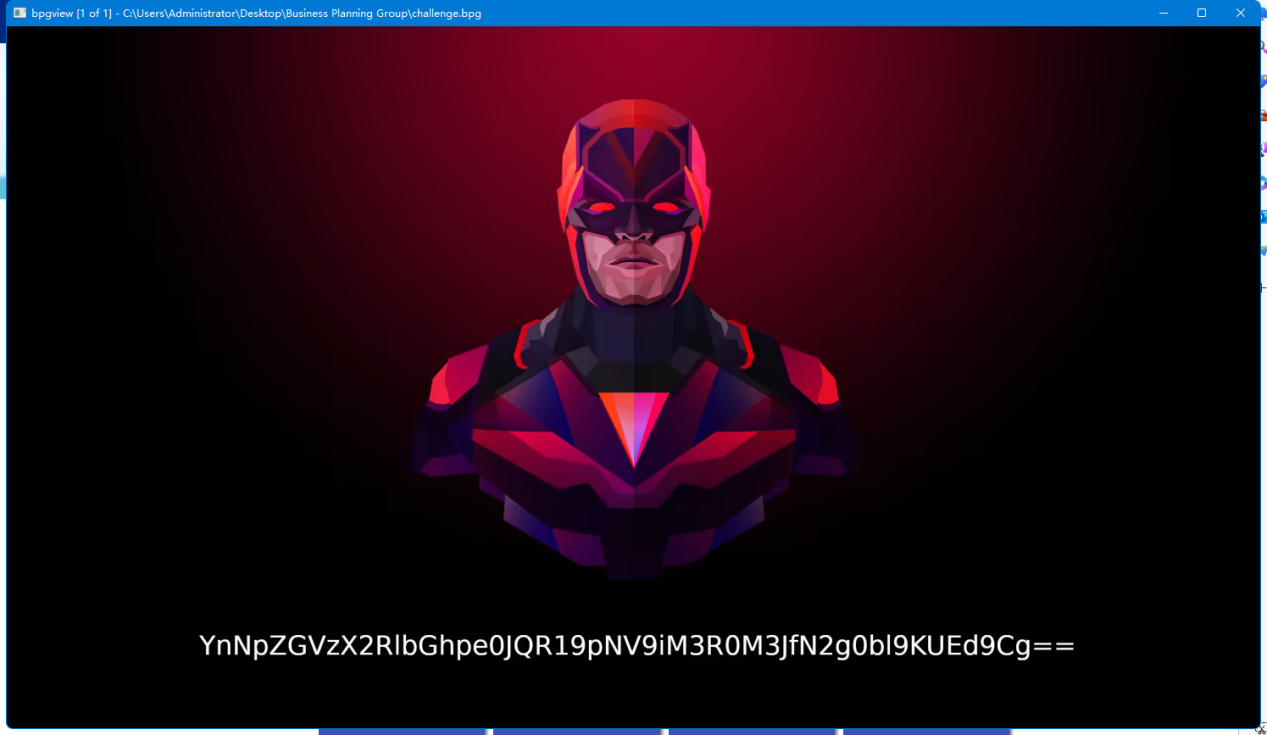 bpgview [1 of 1] - C:\Users\Administrator\Desktop\Business Planning Group\challenge.bpg
YnNpZGVzX2RlbGhpe0JQR19pNV9iM3R0M3JfN2g0bl9KUEd9Cg==